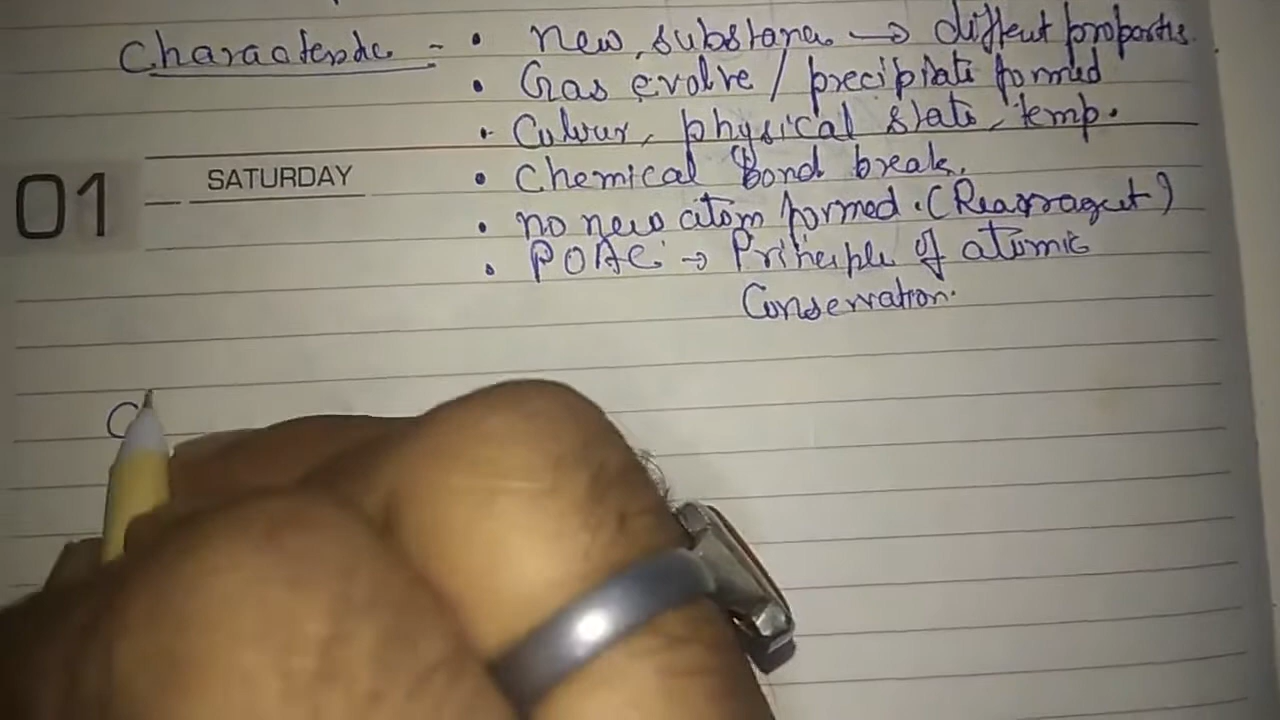 Characteristic - • new substance → different properties.
• Gas evolve / precipitate formed
• Colour, physical state, temp.
• Chemical Bond break.
01 SATURDAY
• no new atom formed. (Rearragent)
• POAC → Principle of atomic
Conservation.
C